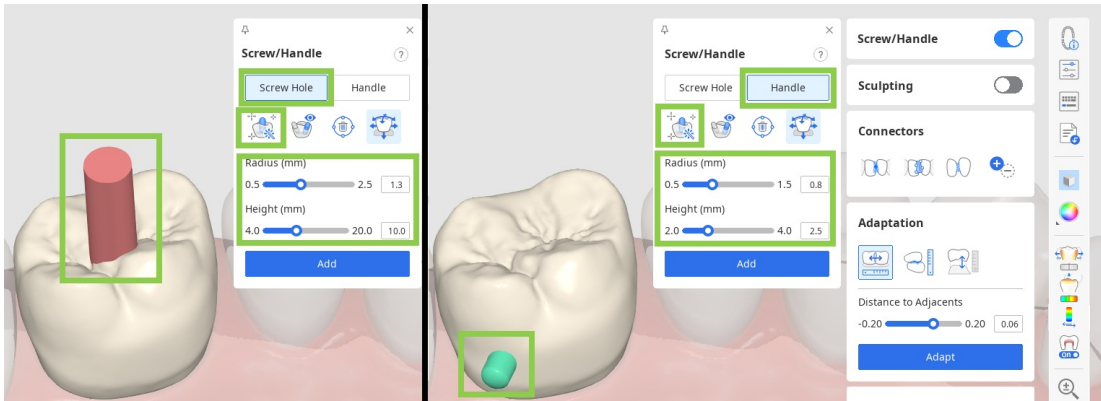 Screw/Handle
?
Screw Hole
Handle
Radius (mm)
0.5
2.5
1.3
Height (mm)
4.0
20.0
10.0
Add
Screw/Handle
?
Screw Hole
Handle
Radius (mm)
0.5
1.5
0.8
Height (mm)
2.0
4.0
2.5
Add
Screw/Handle
Sculpting
Connectors
Adaptation
Distance to Adjacents
-0.20
0.20
0.06
Adapt
ON